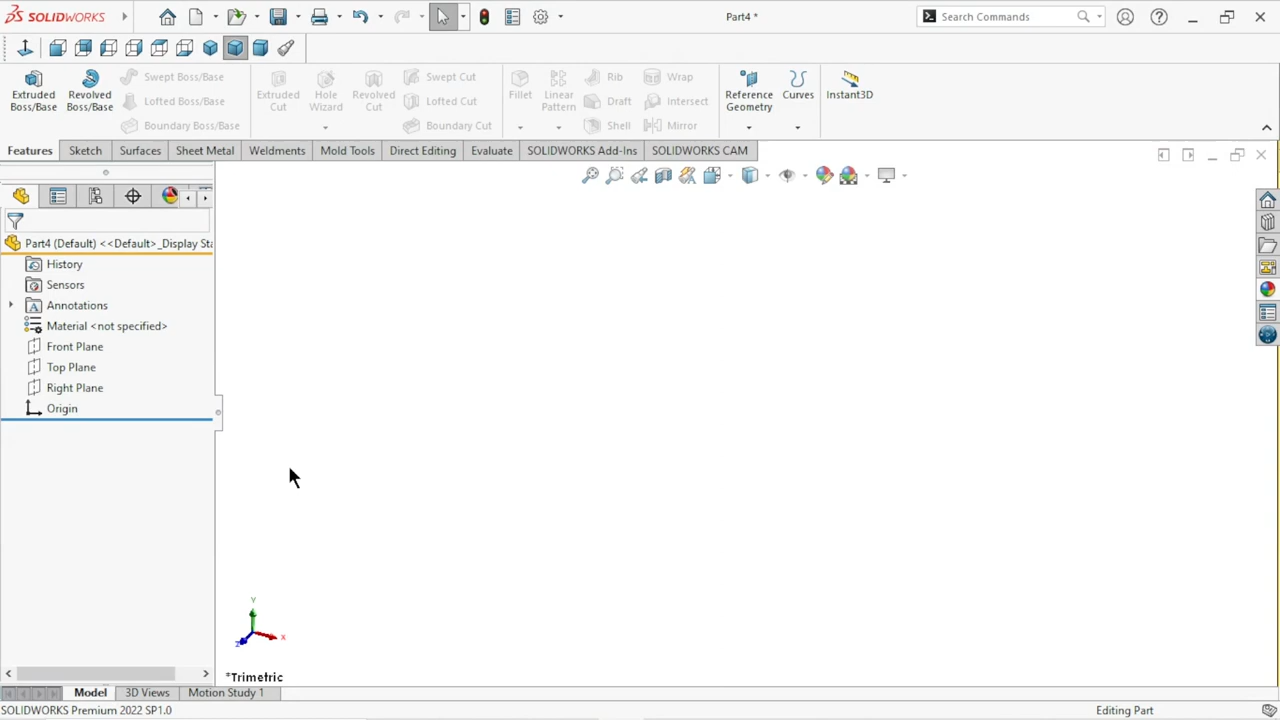 SOLIDWORKS
Part4 *
Search Commands
Extruded Boss/Base
Revolved Boss/Base
Swept Boss/Base
Lofted Boss/Base
Boundary Boss/Base
Extruded Cut
Hole Wizard
Revolved Cut
Swept Cut
Lofted Cut
Boundary Cut
Fillet
Linear Pattern
Rib
Draft
Shell
Wrap
Intersect
Mirror
Reference Geometry
Curves
Instant3D
Features
Sketch
Surfaces
Sheet Metal
Weldments
Mold Tools
Direct Editing
Evaluate
SOLIDWORKS Add-Ins
SOLIDWORKS CAM
Part4 (Default) <<Default>_Display Sta
History
Sensors
Annotations
Material <not specified>
Front Plane
Top Plane
Right Plane
Origin
Y
X
Z
*Trimetric
Model
3D Views
Motion Study 1
SOLIDWORKS Premium 2022 SP1.0
Editing Part